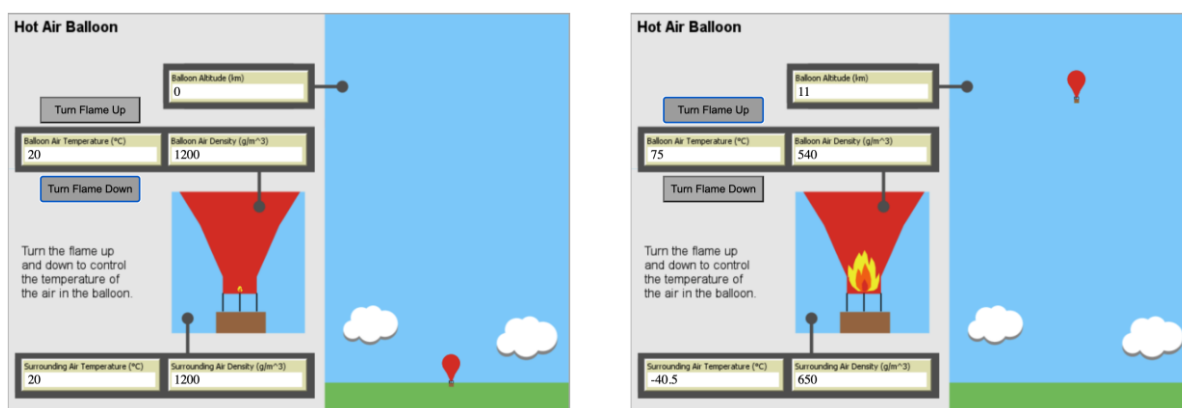 Hot Air Balloon
Balloon Altitude (km)
0
Turn Flame Up
Balloon Air Temperature (°C)
20
Balloon Air Density (g/m^3)
1200
Turn Flame Down
Turn the flame up
and down to control
the temperature of
the air in the balloon.
Surrounding Air Temperature (°C)
20
Surrounding Air Density (g/m^3)
1200
Hot Air Balloon
Balloon Altitude (km)
11
Turn Flame Up
Balloon Air Temperature (°C)
75
Balloon Air Density (g/m^3)
540
Turn Flame Down
Turn the flame up
and down to control
the temperature of
the air in the balloon.
Surrounding Air Temperature (°C)
-40.5
Surrounding Air Density (g/m^3)
650